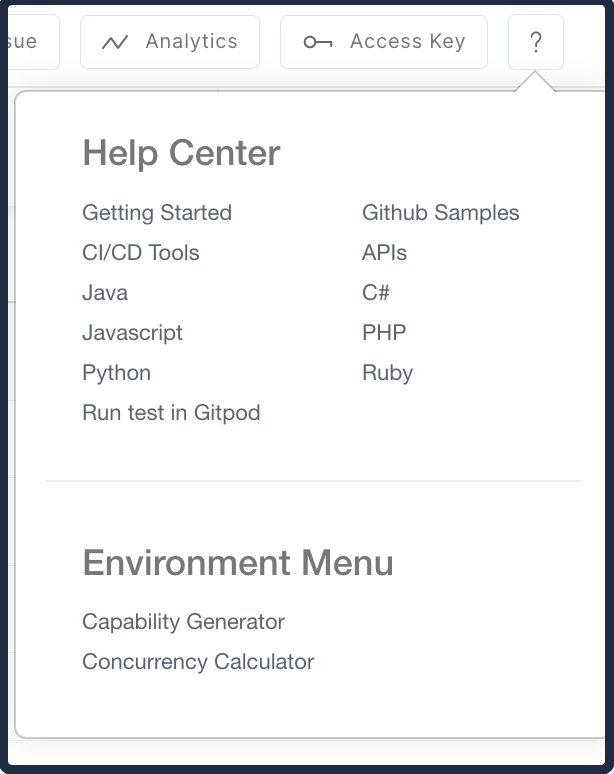 Analytics
Access Key
?
Help Center
Getting Started
Github Samples
CI/CD Tools
APIs
Java
C#
Javascript
PHP
Python
Ruby
Run test in Gitpod
Environment Menu
Capability Generator
Concurrency Calculator